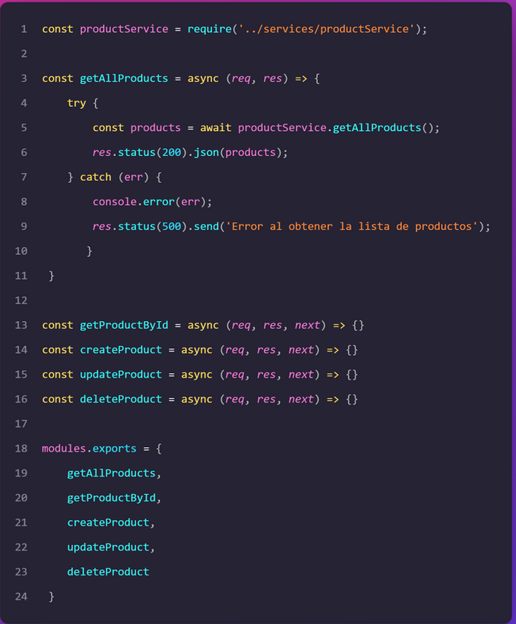 1 const productService = require('../services/productService');
2
3 const getAllProducts = async (req, res) => {
4     try {
5         const products = await productService.getAllProducts();
6         res.status(200).json(products);
7     } catch (err) {
8         console.error(err);
9         res.status(500).send('Error al obtener la lista de productos');
10        }
11  }
12
13 const getProductById = async (req, res, next) => {}
14 const createProduct = async (req, res, next) => {}
15 const updateProduct = async (req, res, next) => {}
16 const deleteProduct = async (req, res, next) => {}
17
18 modules.exports = {
19     getAllProducts,
20     getProductById,
21     createProduct,
22     updateProduct,
23     deleteProduct
24  }